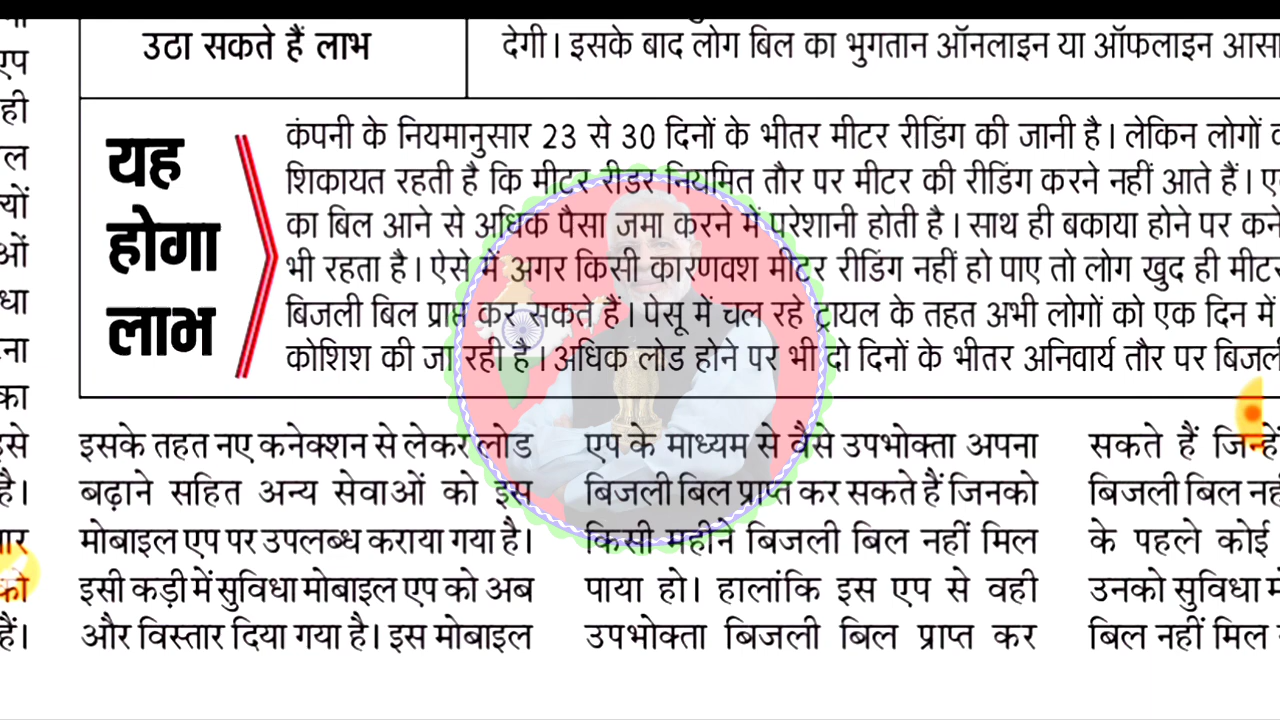 एप
ही
ल
यों
ओं
धा
ना
का
इसे
है।
को
हैं।
उठा सकते हैं लाभ
देगी। इसके बाद लोग बिल का भुगतान ऑनलाइन या ऑफलाइन
यह
होगा
लाभ
कंपनी के नियमानुसार 23 से 30 दिनों के भीतर मीटर रीडिंग की जानी है। लेकिन लोगों
शिकायत रहती है कि मीटर रीडर नियमित तौर पर मीटर की रीडिंग करने नहीं आते हैं।
का बिल आने से अधिक पैसा जमा करने में परेशानी होती है। साथ ही बकाया होने पर
भी रहता है। ऐसे में अगर किसी कारणवश मीटर रीडिंग नहीं हो पाए तो लोग खुद ही मीटर
बिजली बिल प्राप्त कर सकते हैं। पेसू में चल रहे ट्रायल के तहत अभी लोगों को एक दिन में
कोशिश की जा रही है। अधिक लोड होने पर भी दो दिनों के भीतर अनिवार्य तौर पर
इसके तहत नए कनेक्शन से लेकर लोड
बढ़ाने सहित अन्य सेवाओं को इस
मोबाइल एप पर उपलब्ध कराया गया है।
इसी कड़ी में सुविधा मोबाइल एप को अब
और विस्तार दिया गया है। इस मोबाइल
एप के माध्यम से वैसे उपभोक्ता अपना
बिजली बिल प्राप्त कर सकते हैं जिनको
किसी महीने बिजली बिल नहीं मिल
पाया हो। हालांकि इस एप से वही
उपभोक्ता बिजली बिल प्राप्त कर
सकते हैं जिन्हें
बिजली बिल
के पहले कोई
उनको सुविधा
बिल नहीं मिल